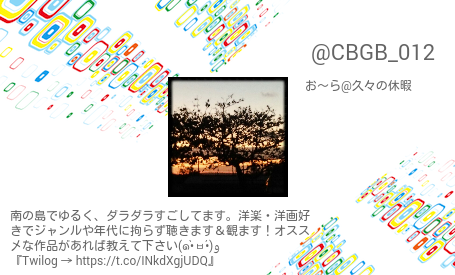 @CBGB_012
お〜ら@久々の休暇
南の島でゆるく、ダラダラすごしてます。洋楽・洋画好
きでジャンルや年代に拘らず聴きます＆観ます！オスス
メな作品があれば教えて下さい(๑•̀ㅂ•́)و
『Twilog → https://t.co/INkdXgjUDQ』